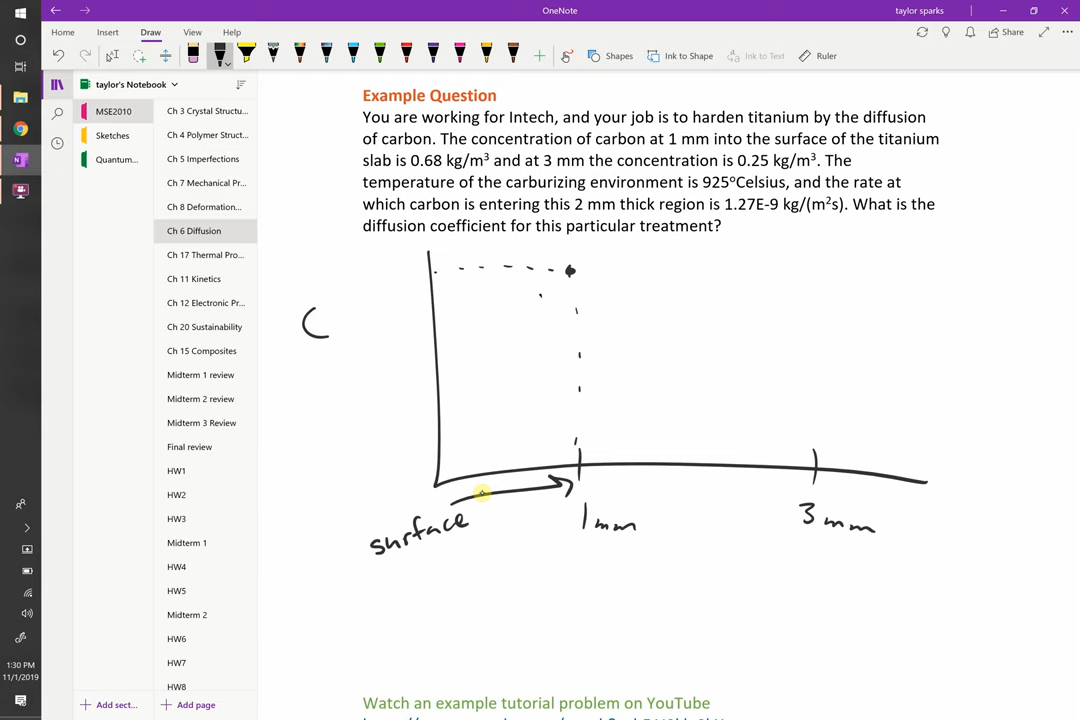 OneNote
taylor sparks
Home
Insert
Draw
View
Help
Share
Shapes
Ink to Shape
Ink to Text
Ruler
taylor's Notebook
MSE2010
Sketches
Quantum...
Ch 3 Crystal Structu...
Ch 4 Polymer Struct...
Ch 5 Imperfections
Ch 7 Mechanical Pr...
Ch 8 Deformation...
Ch 6 Diffusion
Ch 17 Thermal Pro...
Ch 11 Kinetics
Ch 12 Electronic Pr...
Ch 20 Sustainability
Ch 15 Composites
Midterm 1 review
Midterm 2 review
Midterm 3 Review
Final review
HW1
HW2
HW3
Midterm 1
HW4
HW5
Midterm 2
HW6
HW7
HW8
Add sect...
Add page
1:30 PM
11/1/2019
Example Question
You are working for Intech, and your job is to harden titanium by the diffusion
of carbon. The concentration of carbon at 1 mm into the surface of the titanium
slab is 0.68 kg/m³ and at 3 mm the concentration is 0.25 kg/m³. The
temperature of the carburizing environment is 925°Celsius, and the rate at
which carbon is entering this 2 mm thick region is 1.27E-9 kg/(m²s). What is the
diffusion coefficient for this particular treatment?
C
surface
1 mm
3 mm
Watch an example tutorial problem on YouTube